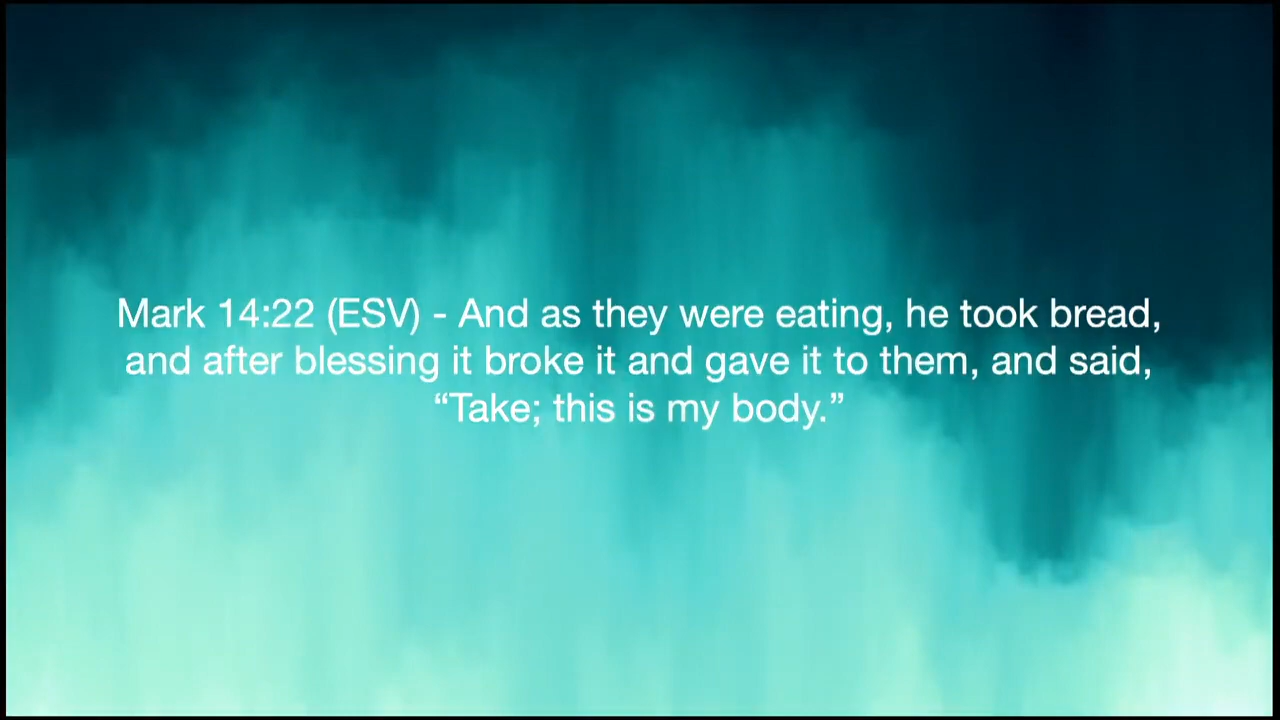 Mark 14:22 (ESV) - And as they were eating, he took bread,
and after blessing it broke it and gave it to them, and said,
“Take; this is my body.”